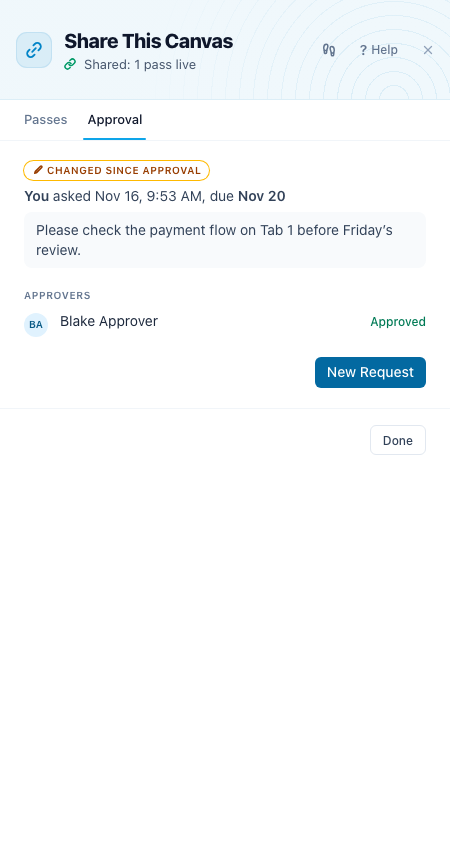 Share This Canvas
Shared: 1 pass live
? Help
Passes
Approval
CHANGED SINCE APPROVAL
You asked Nov 16, 9:53 AM, due Nov 20
Please check the payment flow on Tab 1 before Friday’s
review.
APPROVERS
BA
Blake Approver
Approved
New Request
Done